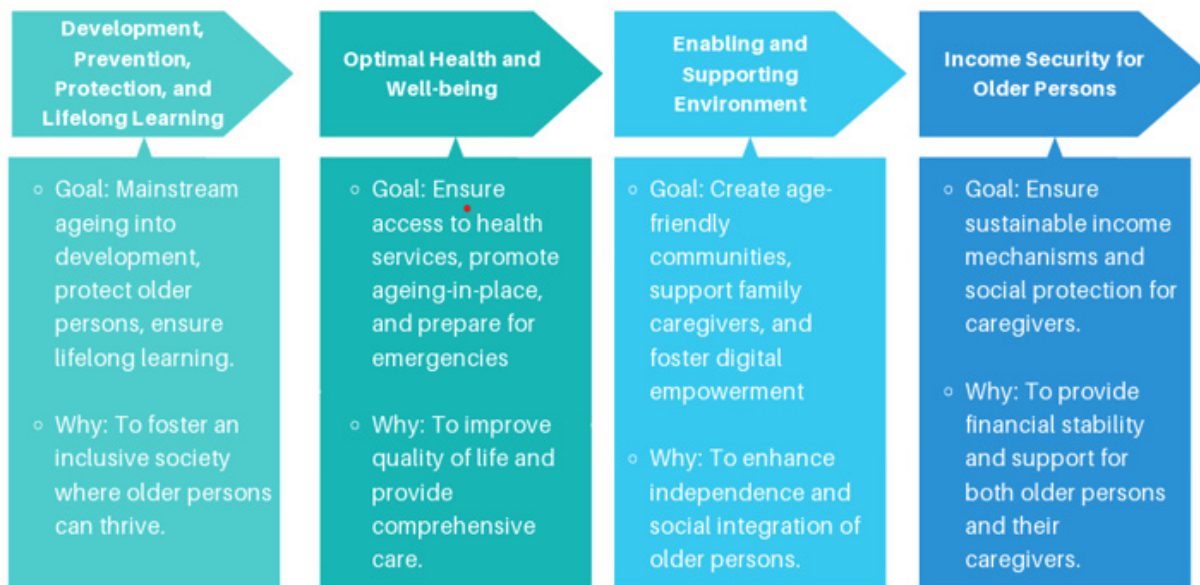 Development,
Prevention,
Protection, and
Lifelong Learning
Goal: Mainstream
ageing into
development,
protect older
persons, ensure
lifelong learning.
Why: To foster an
inclusive society
where older persons
can thrive.
Optimal Health and
Well-being
Goal: Ensure
access to health
services, promote
ageing-in-place,
and prepare for
emergencies
Why: To improve
quality of life and
provide
comprehensive
care.
Enabling and
Supporting
Environment
Goal: Create age-
friendly
communities,
support family
caregivers, and
foster digital
empowerment
Why: To enhance
independence and
social integration of
older persons.
Income Security for
Older Persons
Goal: Ensure
sustainable income
mechanisms and
social protection for
caregivers.
Why: To provide
financial stability
and support for
both older persons
and their
caregivers.